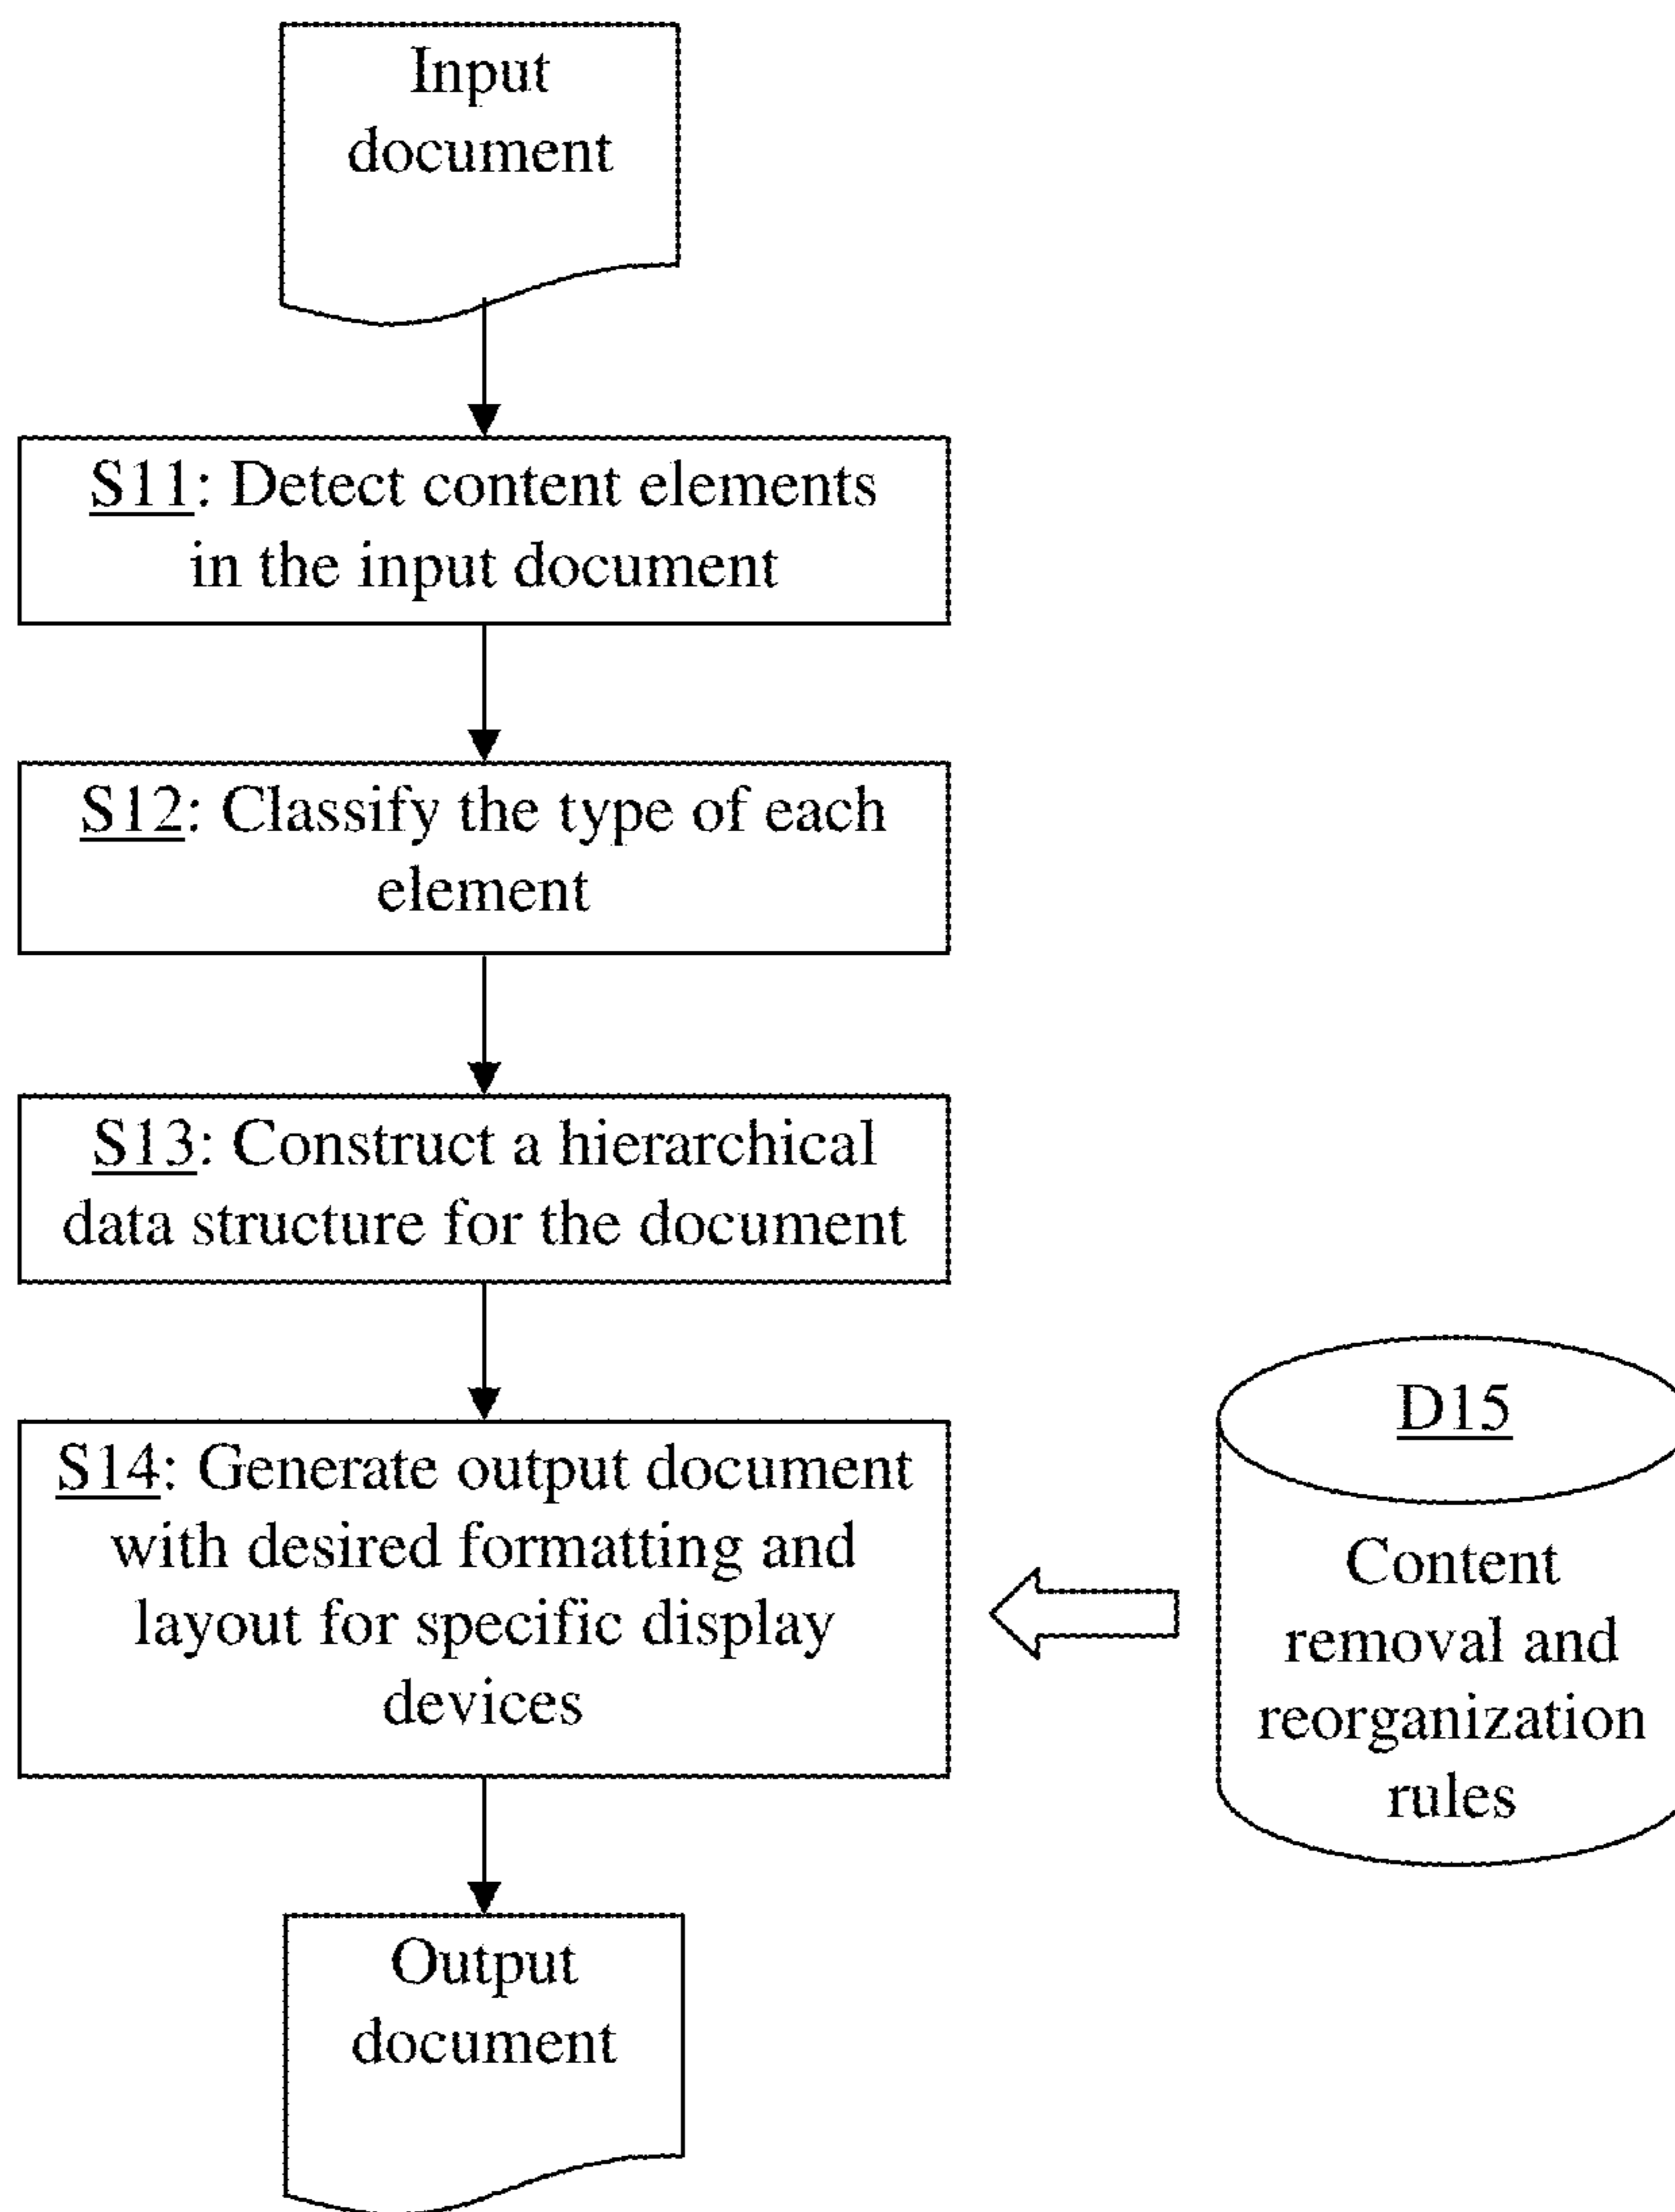 Input
document
S11: Detect content elements
in the input document
S12: Classify the type of each
element
S13: Construct a hierarchical
data structure for the document
S14: Generate output document
with desired formatting and
layout for specific display
devices
D15
Content
removal and
reorganization
rules
Output
document